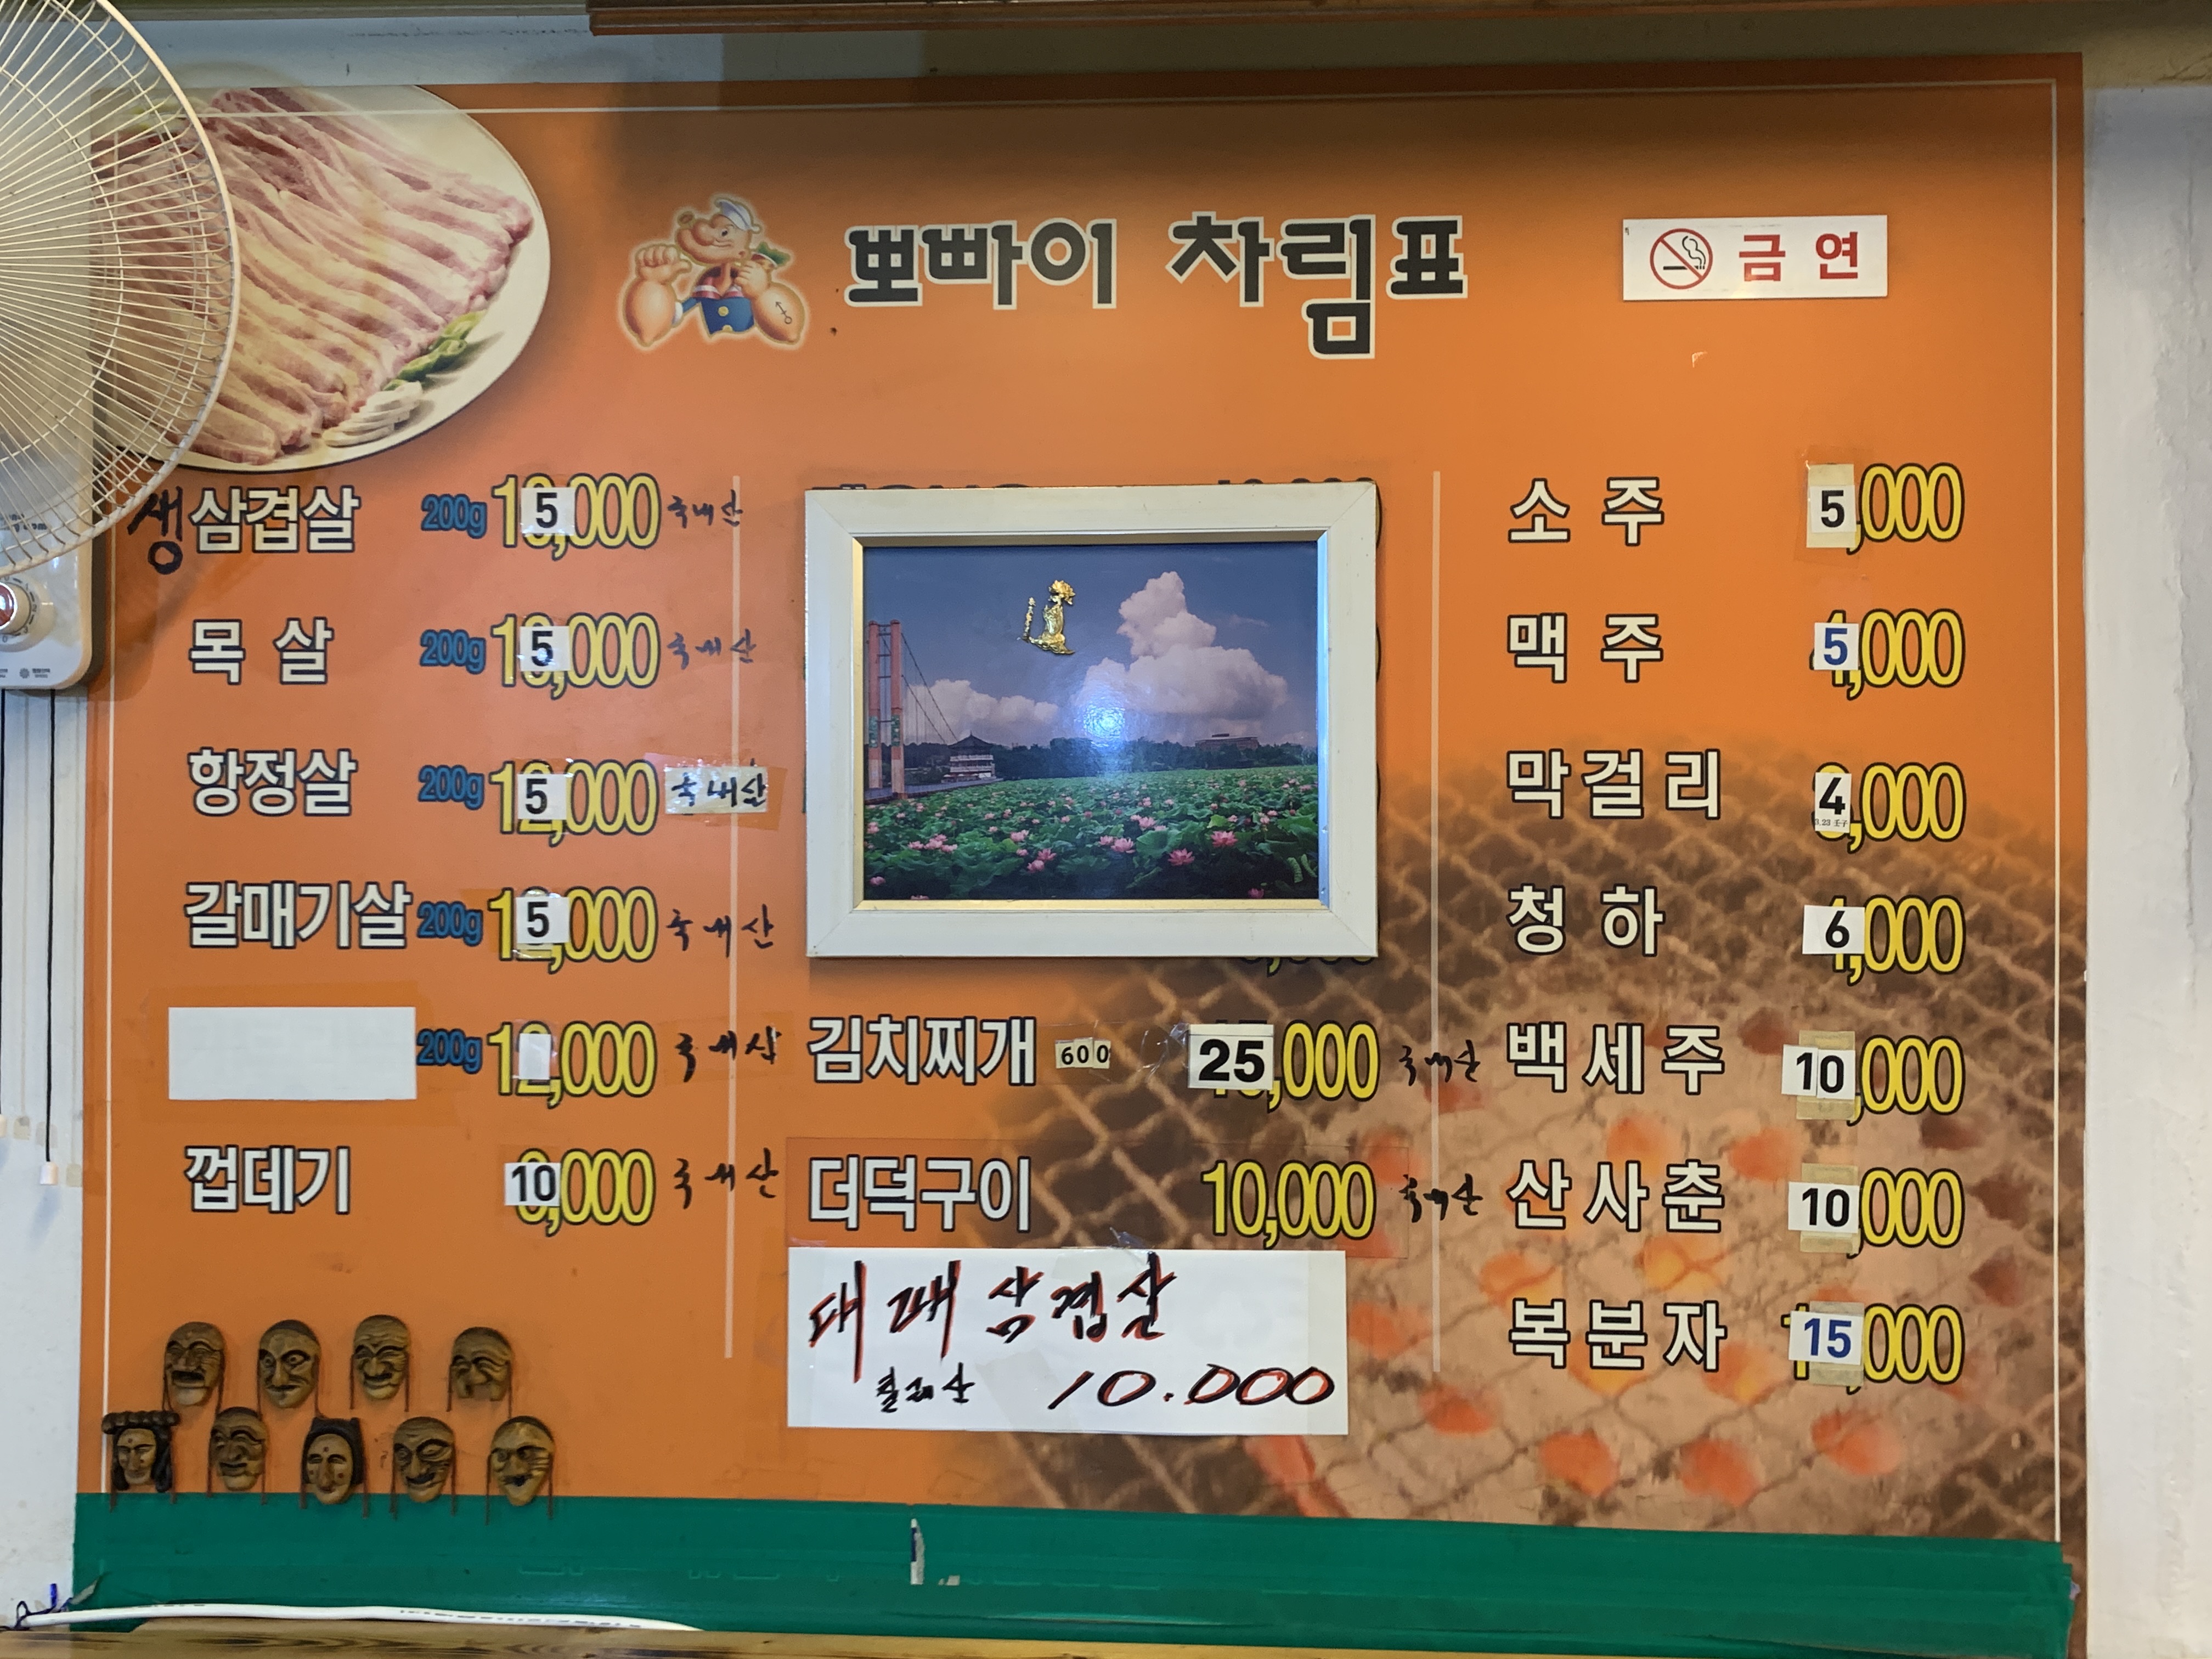 뽀빠이 차림표
금연
생삼겹살 200g 15,000 국내산
목살 200g 15,000 국내산
항정살 200g 15,000 국내산
갈매기살 200g 15,000 국내산
200g 국내산
껍데기 10,000 국내산
김치찌개 600 25,000 국내산
더덕구이 10,000 국내산
대패삼겹살
칠레산 10.000
소주 5,000
맥주 5,000
막걸리 4,000
청하 6,000
백세주 10,000
산사춘 10,000
복분자 15,000